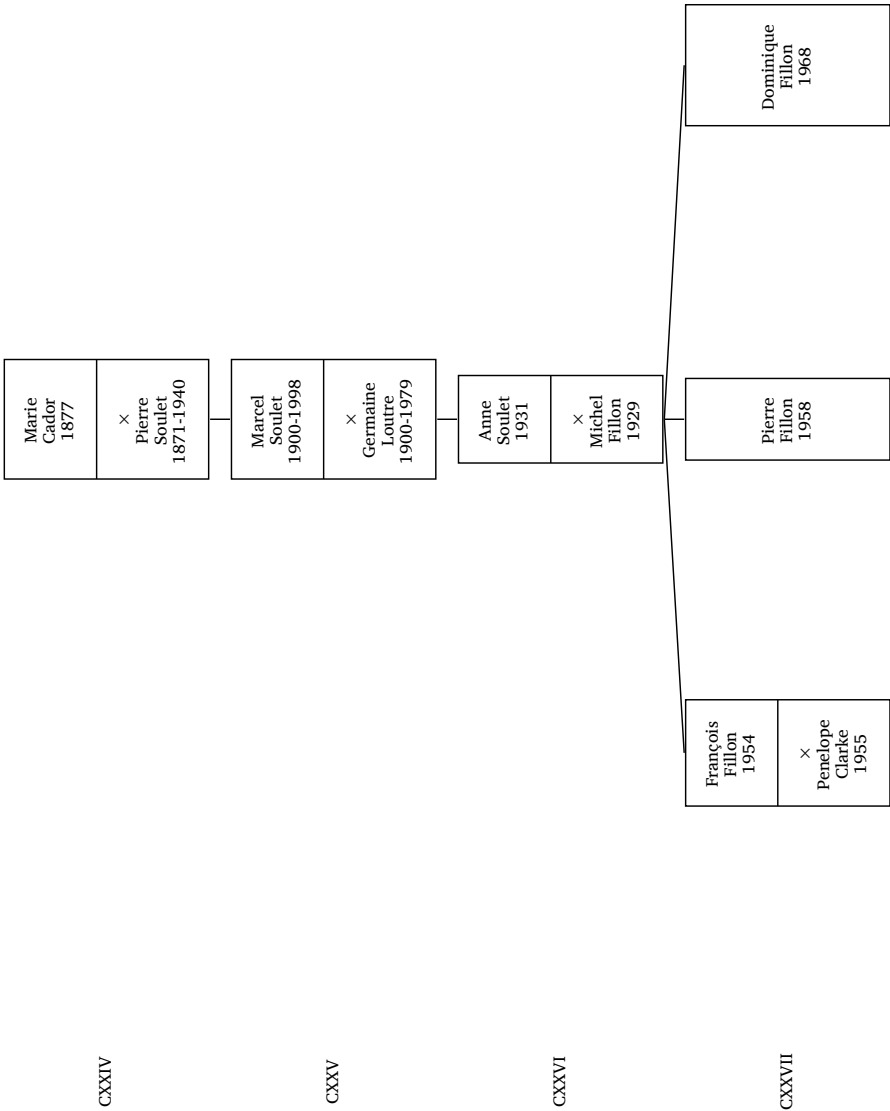 CXXIV
Marie
Cador
1877
×
Pierre
Soulet
1871-1940
CXXV
Marcel
Soulet
1900-1998
×
Germaine
Loutre
1900-1979
CXXVI
Anne
Soulet
1931
×
Michel
Fillon
1929
CXXVII
François
Fillon
1954
×
Penelope
Clarke
1955
Pierre
Fillon
1958
Dominique
Fillon
1968